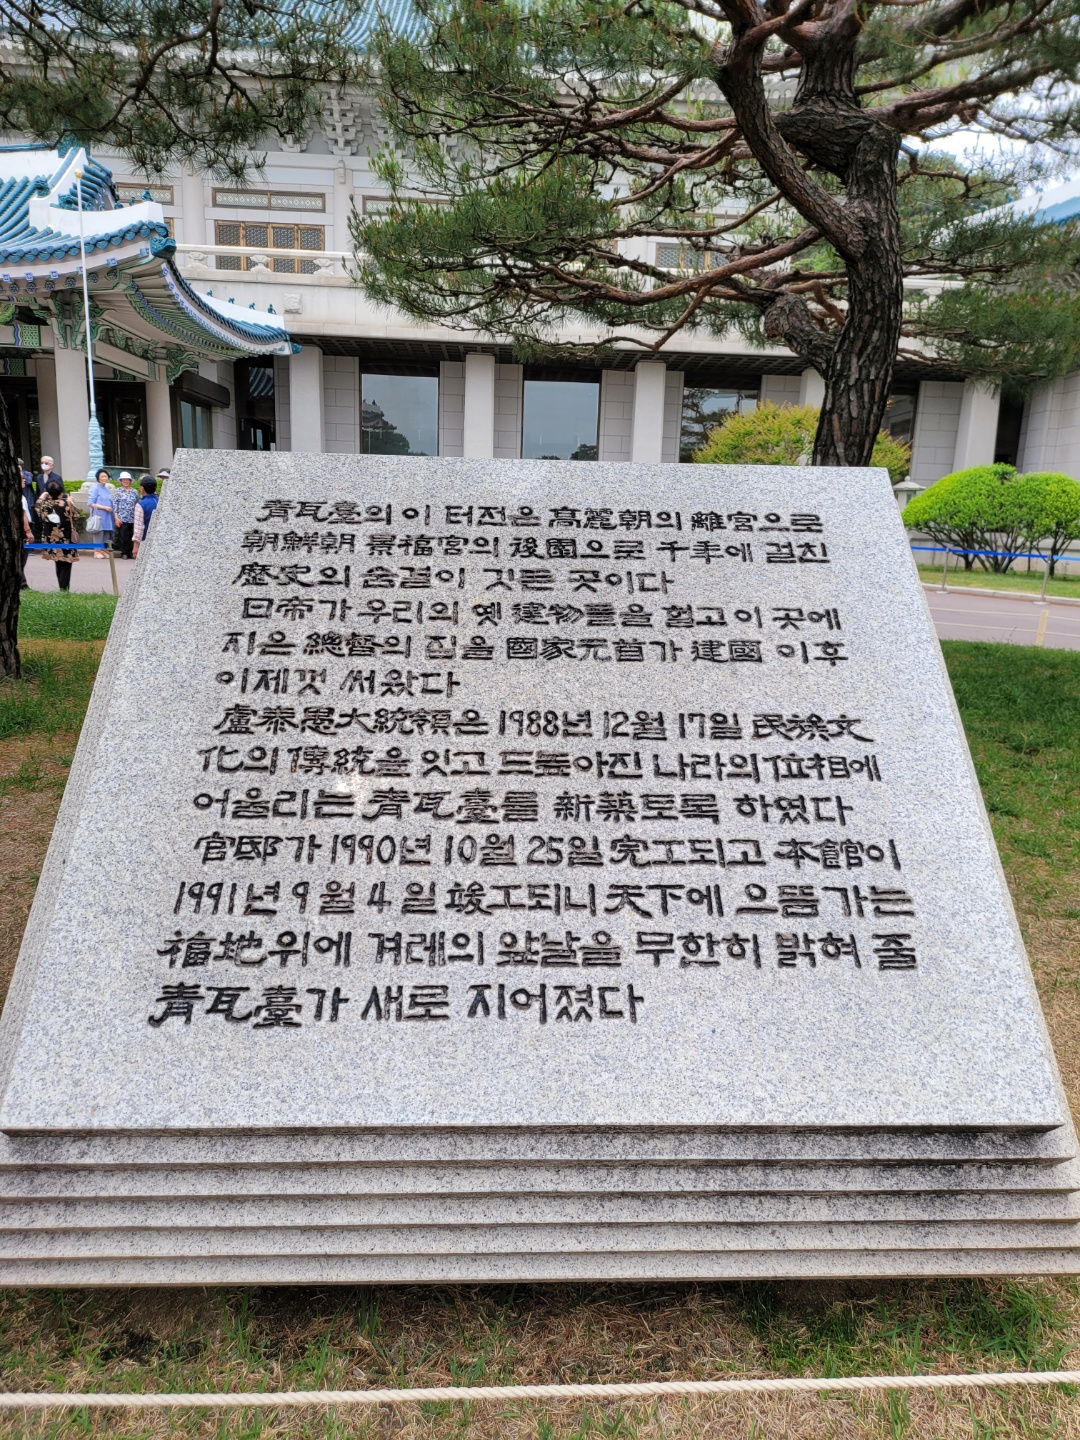 靑瓦臺의 이 터전은 高麗朝의 離宮으로
朝鮮朝 景福宮의 後園으로 千年에 걸친
歷史의 숨결이 깃든 곳이다
日帝가 우리의 옛 建物들을 헐고 이 곳에
지은 總督의 집을 國家元首가 建國 이후
이제껏 써왔다
盧泰愚大統領은 1988년 12월 17일 民族文
化의 傳統을 잇고 드높아진 나라의 位相에
어울리는 靑瓦臺를 新築토록 하였다
官邸가 1990년 10월 25일 完工되고 本館이
1991년 9월 4일 竣工되니 天下에 으뜸가는
福地위에 겨레의 앞날을 무한히 밝혀 줄
靑瓦臺가 새로 지어졌다